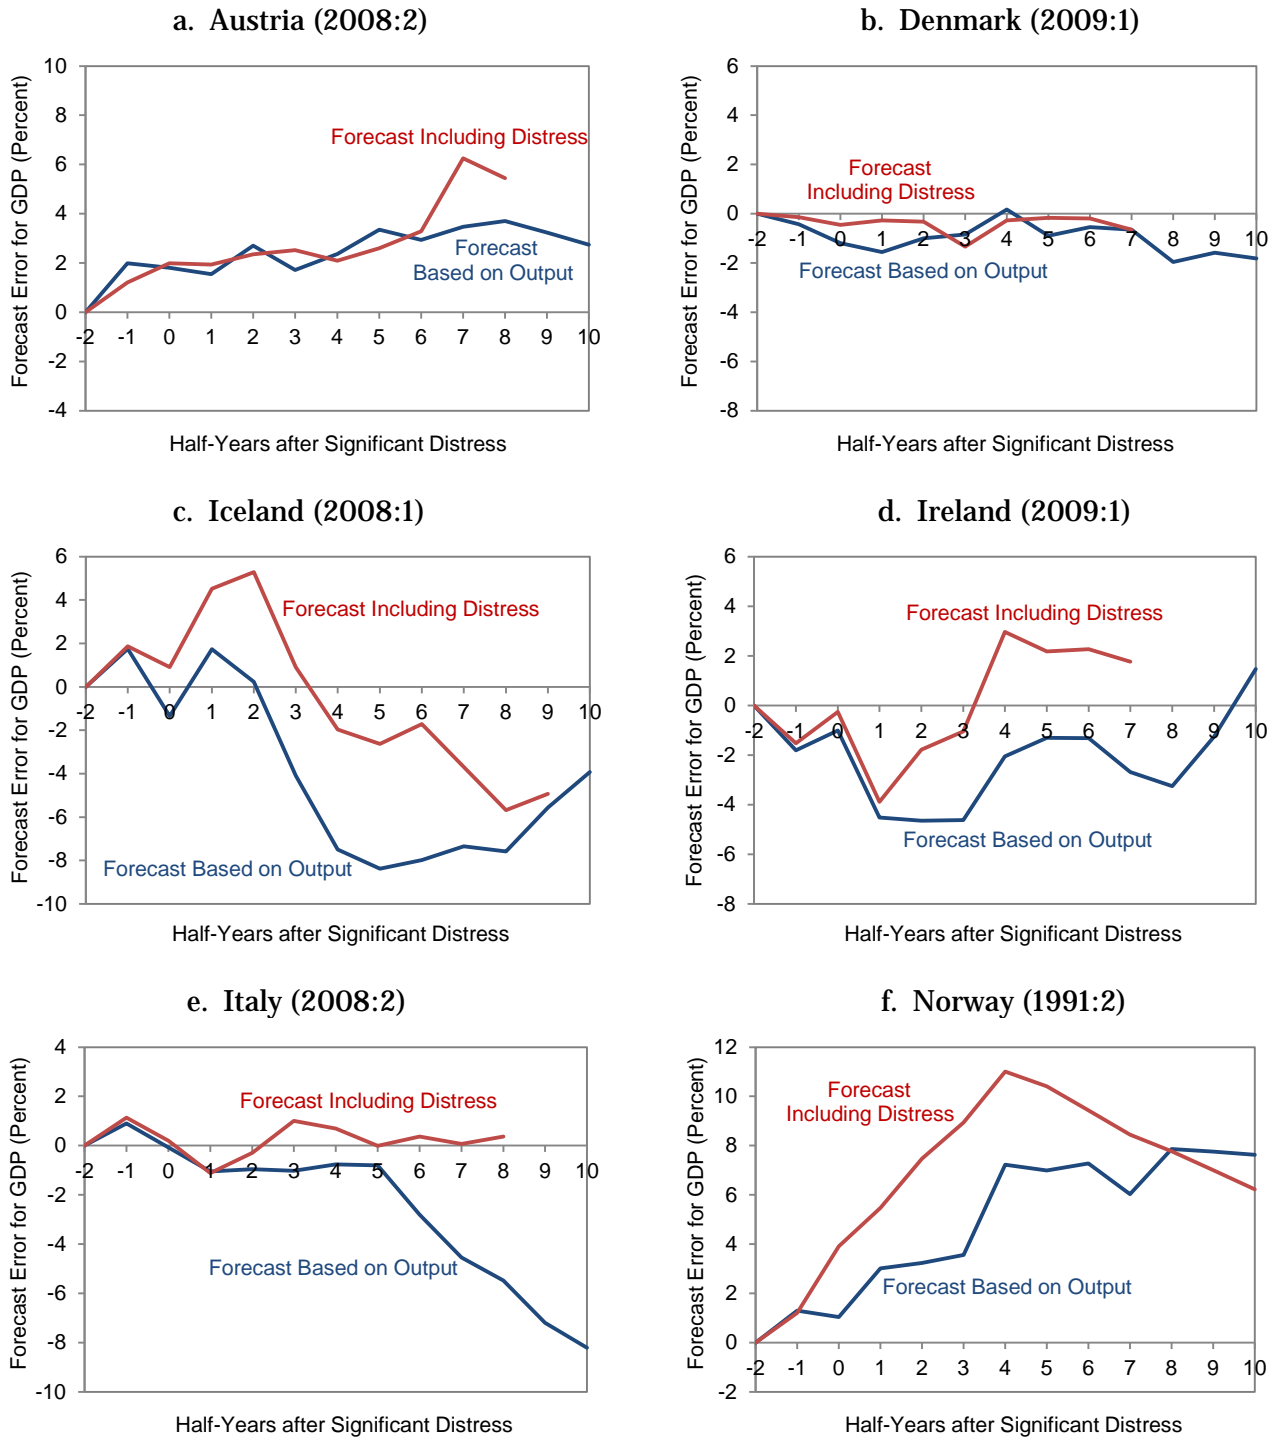 a. Austria (2008:2)
Forecast Error for GDP (Percent)
10
8
6
4
2
0
-2
-4
Forecast Including Distress
Forecast
Based on Output
-2 -1 0 1 2 3 4 5 6 7 8 9 10
Half-Years after Significant Distress
b. Denmark (2009:1)
Forecast Error for GDP (Percent)
6
4
2
0
-2
-4
-6
-8
Forecast
Including Distress
-2 -1 0 1 2 3 4 5 6 7 8 9 10
Forecast Based on Output
Half-Years after Significant Distress
c. Iceland (2008:1)
Forecast Error for GDP (Percent)
6
4
2
0
-2
-4
-6
-8
-10
Forecast Including Distress
-2 -1 0 1 2 3 4 5 6 7 8 9 10
Forecast Based on Output
Half-Years after Significant Distress
d. Ireland (2009:1)
Forecast Error for GDP (Percent)
6
4
2
0
-2
-4
-6
-8
Forecast Including Distress
-2 -1 0 1 2 3 4 5 6 7 8 9 10
Forecast Based on Output
Half-Years after Significant Distress
e. Italy (2008:2)
Forecast Error for GDP (Percent)
4
2
0
-2
-4
-6
-8
-10
Forecast Including Distress
-2 -1 0 1 2 3 4 5 6 7 8 9 10
Forecast Based on Output
Half-Years after Significant Distress
f. Norway (1991:2)
Forecast Error for GDP (Percent)
12
10
8
6
4
2
0
-2
Forecast
Including Distress
Forecast Based on Output
-2 -1 0 1 2 3 4 5 6 7 8 9 10
Half-Years after Significant Distress